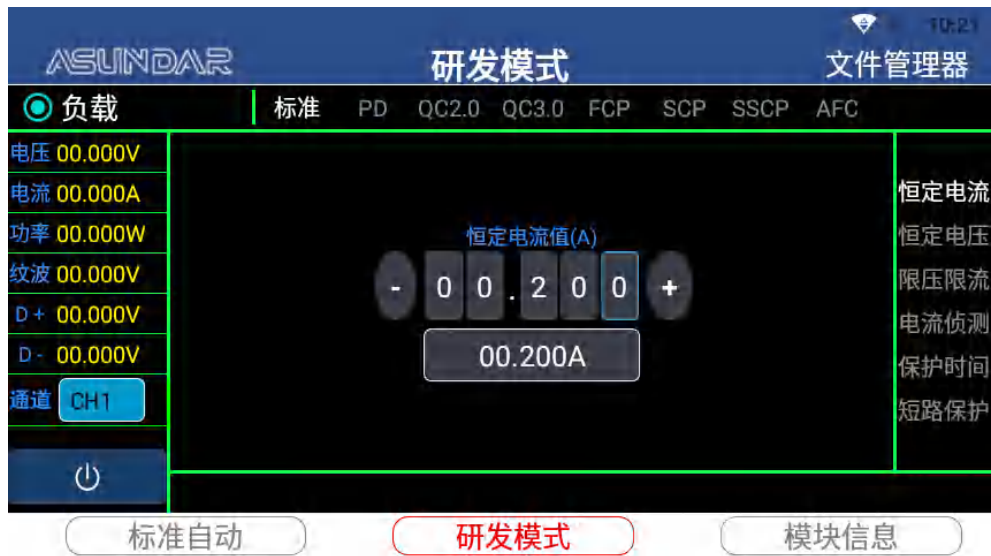 10:21
ASUNDAR 研发模式 文件管理器
负载 标准 PD QC2.0 QC3.0 FCP SCP SSCP AFC
电压 00.000V
电流 00.000A
功率 00.000W
纹波 00.000V
D+ 00.000V
D- 00.000V
通道 CH1
恒定电流值(A)
- 0 0 . 2 0 0 +
00.200A
恒定电流
恒定电压
限压限流
电流侦测
保护时间
短路保护
标准自动 研发模式 模块信息